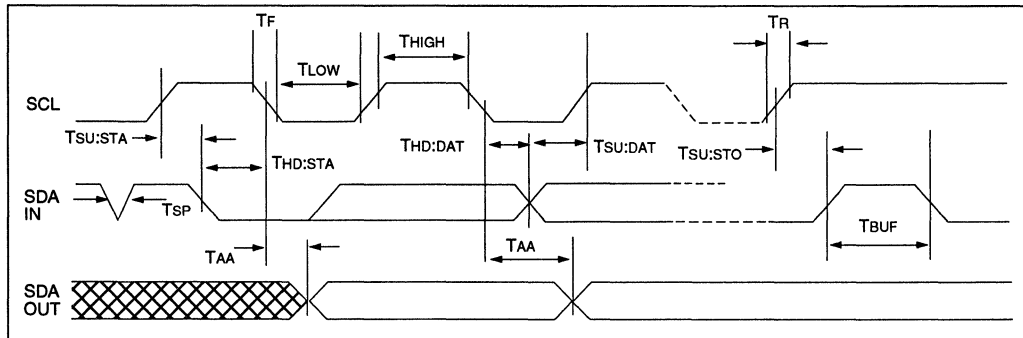 TF
TR
THIGH
TLOW
SCL
TSU:STA
THD:STA
THD:DAT
TSU:DAT
TSU:STO
SDA
IN
TSP
TBUF
TAA
TAA
SDA
OUT